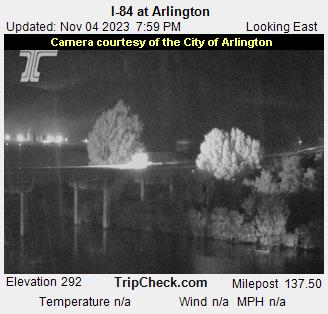 I-84 at Arlington
Updated: Nov 04 2023 7:59 PM Looking East
Camera courtesy of the City of Arlington
Elevation 292 TripCheck.com Milepost 137.50
Temperature n/a Wind n/a MPH n/a